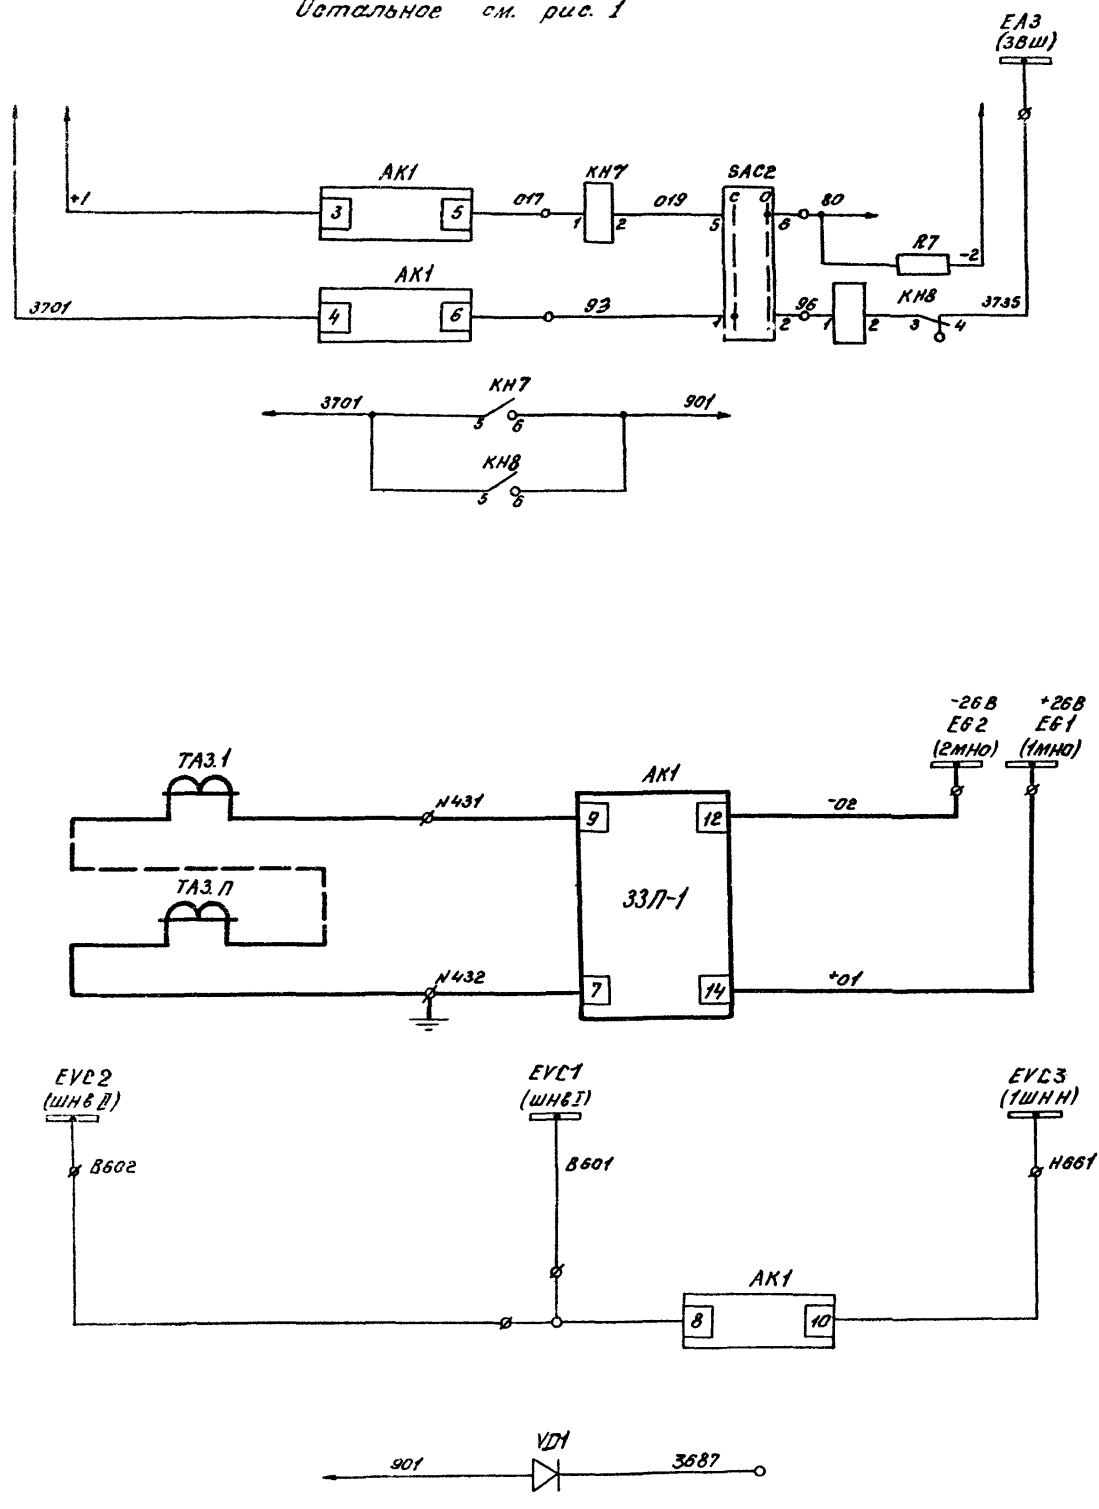 Остальное см. рис. 1
ЕА3
(3ВШ)
+1
АК1
3
5
017
КН7
1
2
019
SAC2
С
О
5
6
80
R7
-2
3701
АК1
4
6
93
1
2
96
1
2
КН8
3
4
3735
3701
КН7
5
6
901
КН8
5
6
-26В
+26В
EG2
EG1
(2МНО)
(1МНО)
ТА3.1
N431
АК1
9
12
-02
ТА3.П
ЗЗП-1
N432
7
14
+01
EVC2
(ШНВ II)
EVC1
(ШНВ I)
EVC3
(1ШНН)
В602
В601
Н661
АК1
8
10
VD1
901
3687